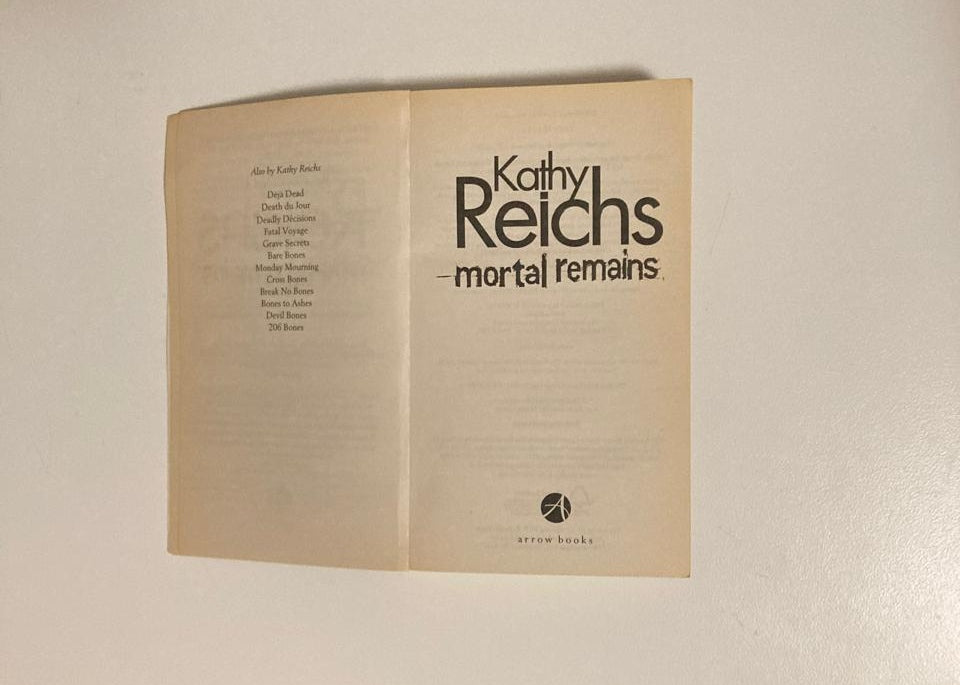 Also by Kathy Reichs
Déjà Dead
Death du Jour
Deadly Décisions
Fatal Voyage
Grave Secrets
Bare Bones
Monday Mourning
Cross Bones
Break No Bones
Bones to Ashes
Devil Bones
206 Bones
Kathy
Reichs
mortal remains
A
arrow books